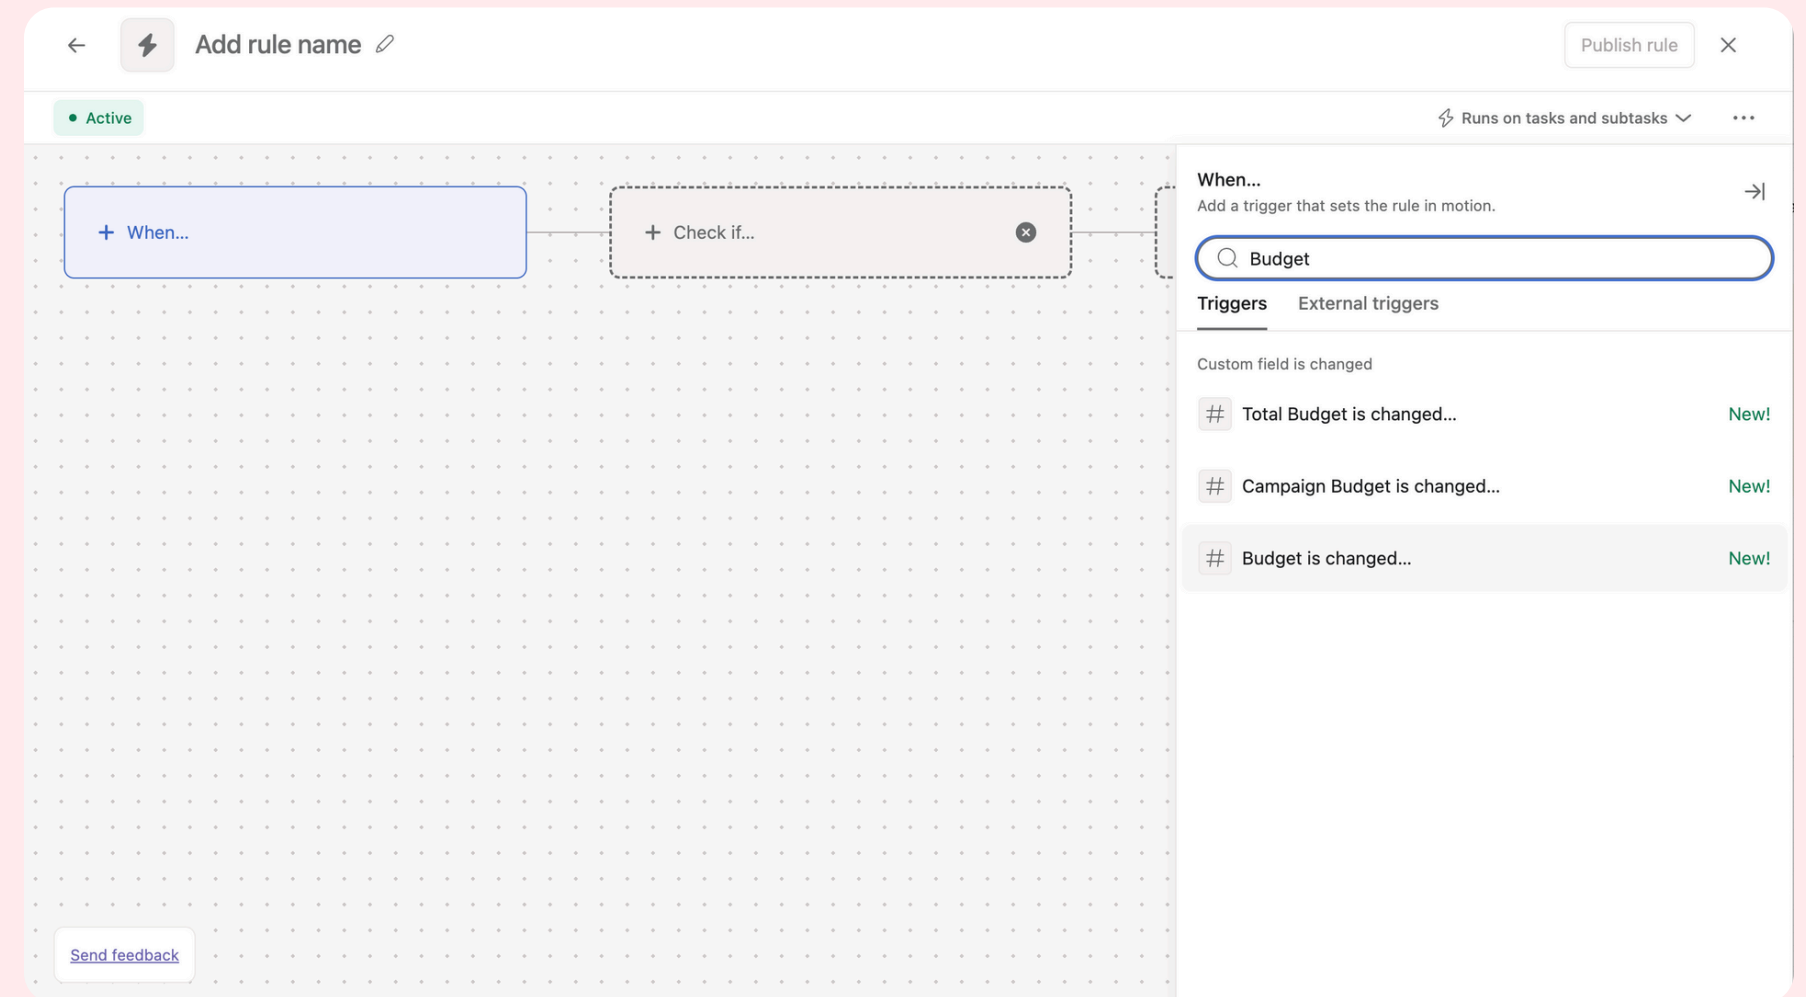 Add rule name
Publish rule
Active
Runs on tasks and subtasks
When...
Check if...
When...
Add a trigger that sets the rule in motion.
Budget
Triggers
External triggers
Custom field is changed
Total Budget is changed...
New!
Campaign Budget is changed...
New!
Budget is changed...
New!
Send feedback